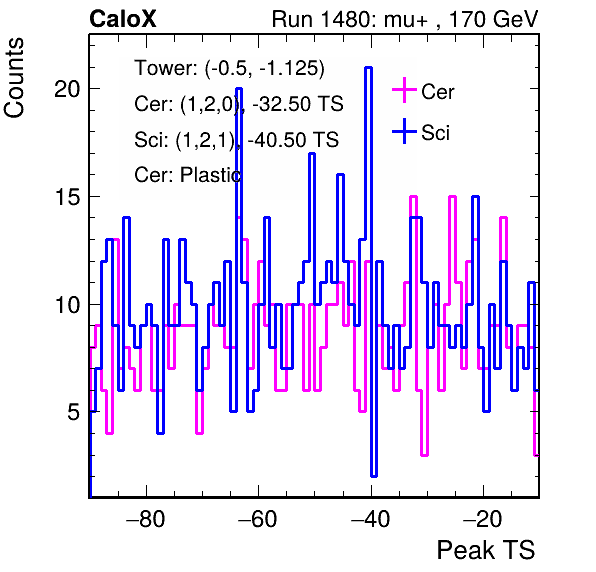 CaloX Run 1480: mu+ , 170 GeV
Counts
Tower: (-0.5, -1.125)
Cer: (1,2,0), -32.50 TS
Sci: (1,2,1), -40.50 TS
Cer: Plastic
Cer
Sci
20
15
10
5
−80 −60 −40 −20
Peak TS